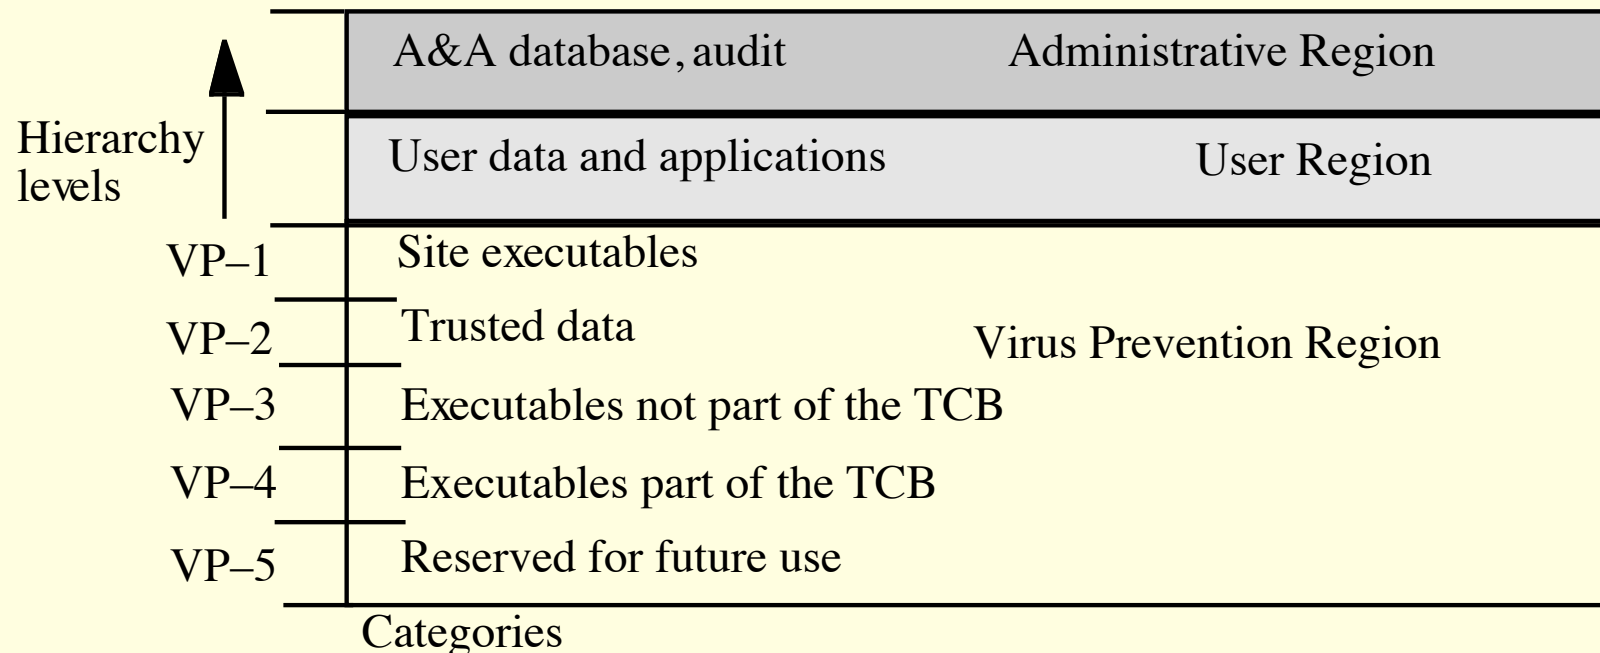 A&A database, audit Administrative Region
Hierarchy
levels
User data and applications User Region
VP–1 Site executables
VP–2 Trusted data Virus Prevention Region
VP–3 Executables not part of the TCB
VP–4 Executables part of the TCB
VP–5 Reserved for future use
Categories